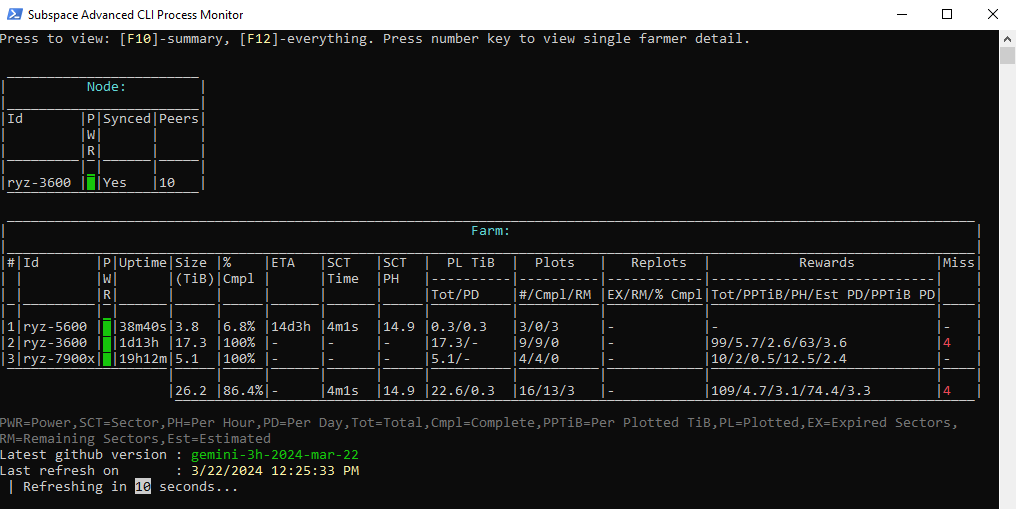 Subspace Advanced CLI Process Monitor
Press to view: [F10]-summary, [F12]-everything. Press number key to view single farmer detail.
Node:
|Id |P|Synced|Peers|
| |W| | |
| |R| | |
|ryz-3600 | |Yes |10 |
Farm:
|#|Id |P|Uptime|Size |% |ETA |SCT |SCT | PL TiB | Plots | Replots | Rewards |Miss|
| | |W| |(TiB)|Cmpl | |Time |PH |----------|----------|------------|----------------------------| |
| | |R| | | | | | |Tot/PD |#/Cmpl/RM |EX/RM/% Cmpl|Tot/PPTiB/PH/Est PD/PPTiB PD| |
|1|ryz-5600 | |38m40s|3.8 |6.8% |14d3h |4m1s |14.9 |0.3/0.3 |3/0/3 |- |- |- |
|2|ryz-3600 | |1d13h |17.3 |100% |- |- |- |17.3/- |9/9/0 |- |99/5.7/2.6/63/3.6 |4 |
|3|ryz-7900x| |19h12m|5.1 |100% |- |- |- |5.1/- |4/4/0 |- |10/2/0.5/12.5/2.4 |- |
|26.2 |86.4%|- |4m1s |14.9 |22.6/0.3 |16/13/3 |- |109/4.7/3.1/74.4/3.3 |4 |
PWR=Power,SCT=Sector,PH=Per Hour,PD=Per Day,Tot=Total,Cmpl=Complete,PPTiB=Per Plotted TiB,PL=Plotted,EX=Expired Sectors,
RM=Remaining Sectors,Est=Estimated
Latest github version : gemini-3h-2024-mar-22
Last refresh on : 3/22/2024 12:25:33 PM
| Refreshing in 10 seconds...